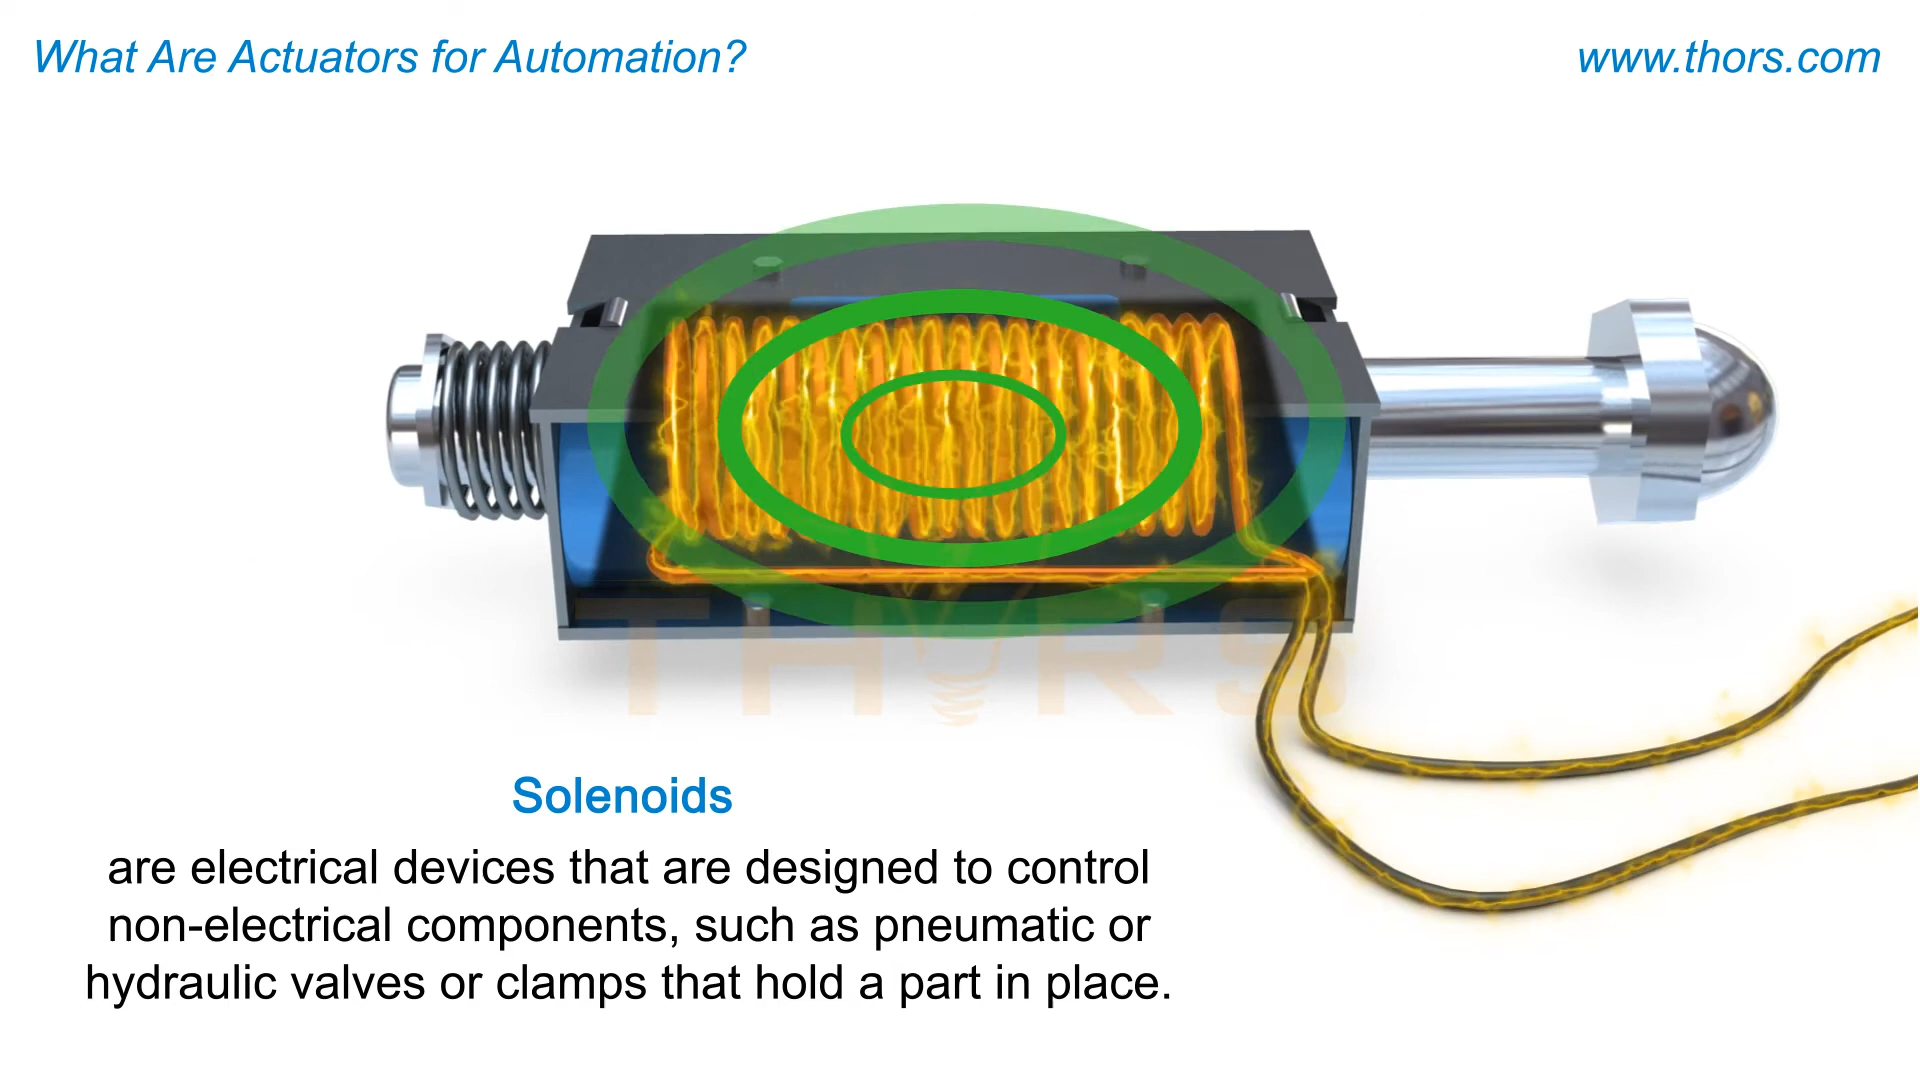 What Are Actuators for Automation?
www.thors.com
THORS
Solenoids
are electrical devices that are designed to control
non-electrical components, such as pneumatic or
hydraulic valves or clamps that hold a part in place.